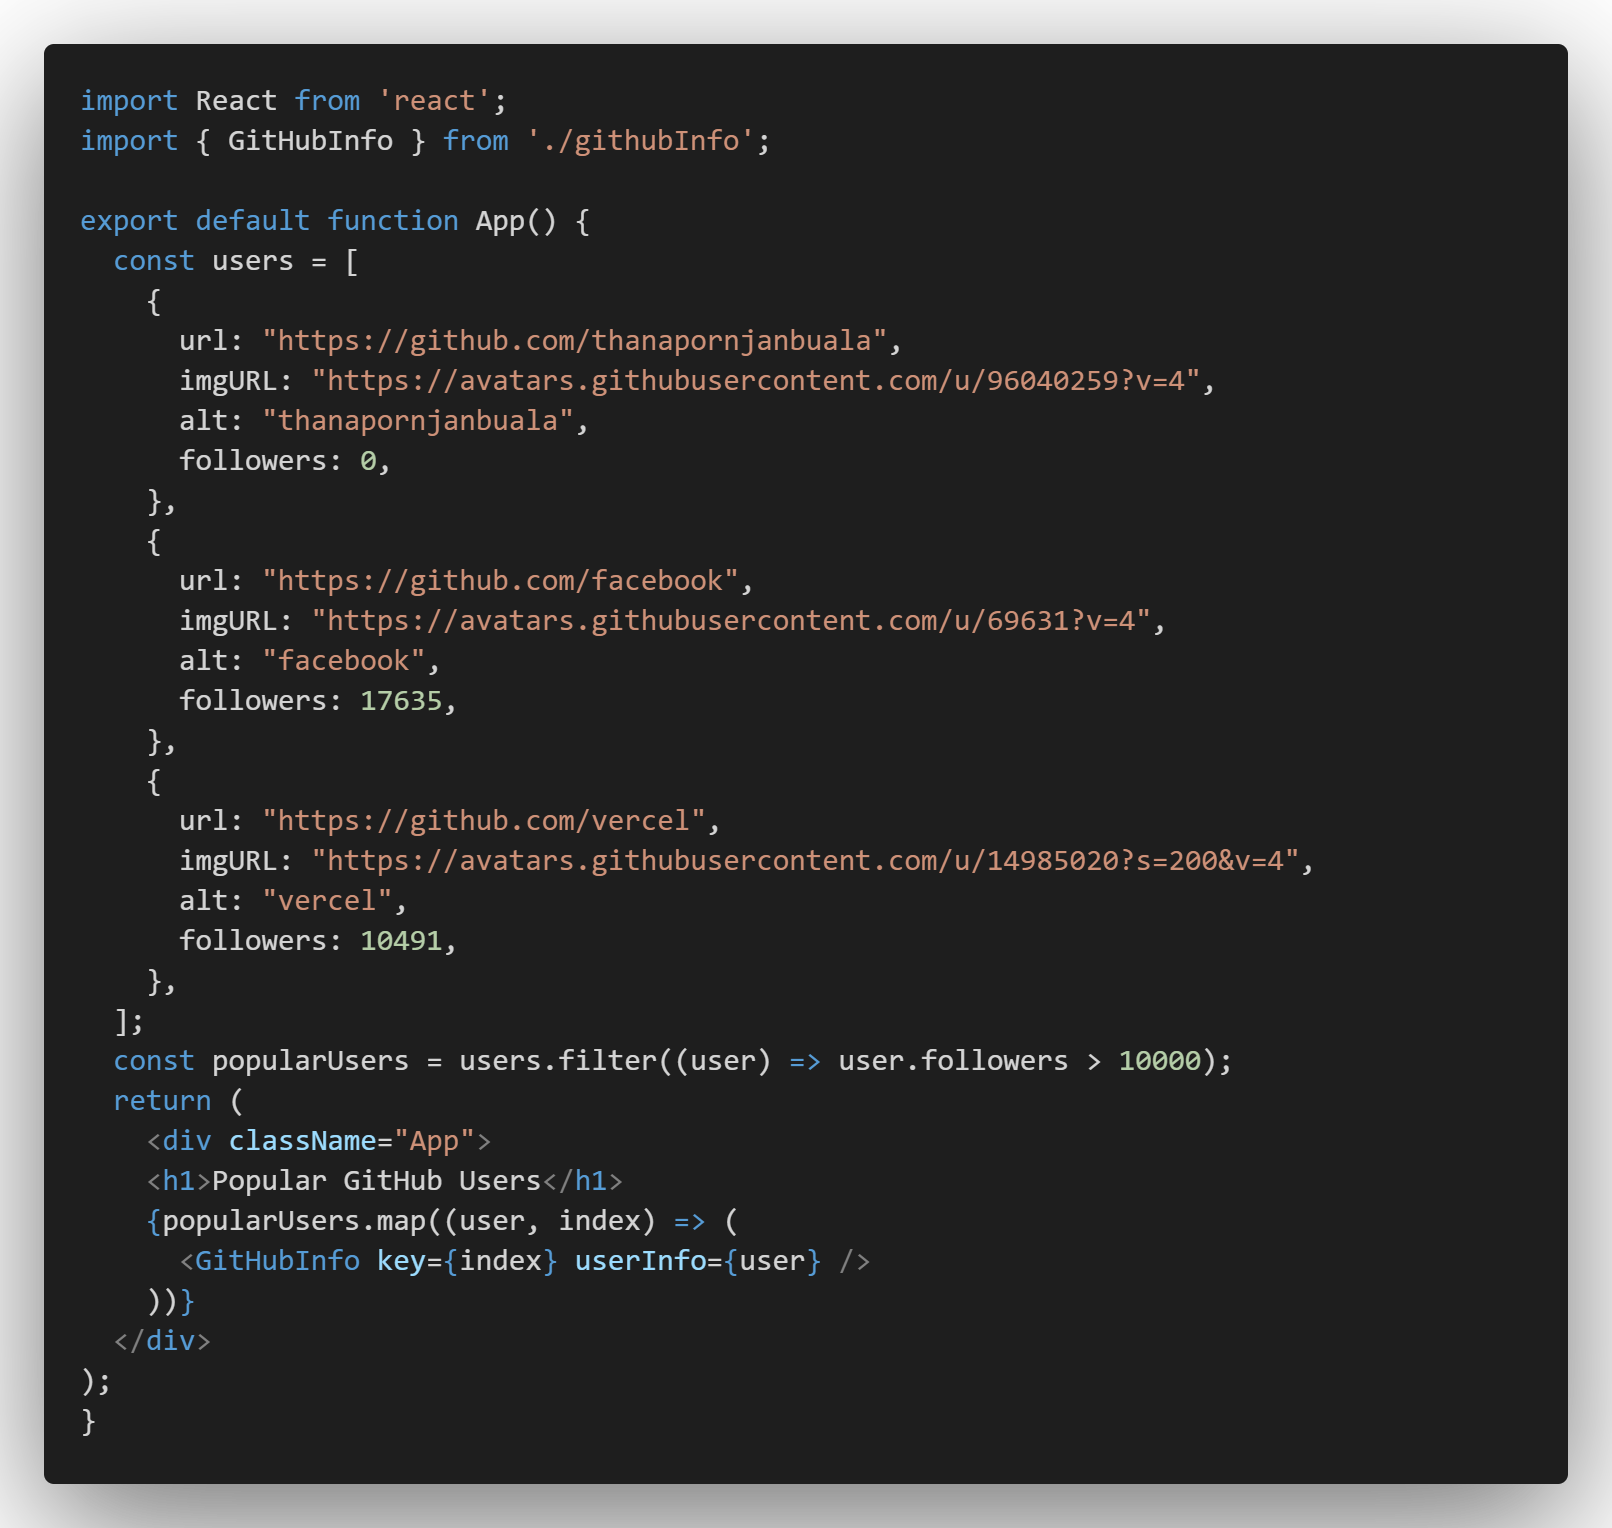 import React from 'react';
import { GitHubInfo } from './githubInfo';

export default function App() {
  const users = [
    {
      url: "https://github.com/thanapornjanbuala",
      imgURL: "https://avatars.githubusercontent.com/u/96040259?v=4",
      alt: "thanapornjanbuala",
      followers: 0,
    },
    {
      url: "https://github.com/facebook",
      imgURL: "https://avatars.githubusercontent.com/u/69631?v=4",
      alt: "facebook",
      followers: 17635,
    },
    {
      url: "https://github.com/vercel",
      imgURL: "https://avatars.githubusercontent.com/u/14985020?s=200&v=4",
      alt: "vercel",
      followers: 10491,
    },
  ];
  const popularUsers = users.filter((user) => user.followers > 10000);
  return (
    <div className="App">
    <h1>Popular GitHub Users</h1>
    {popularUsers.map((user, index) => (
      <GitHubInfo key={index} userInfo={user} />
    ))}
  </div>
);
}